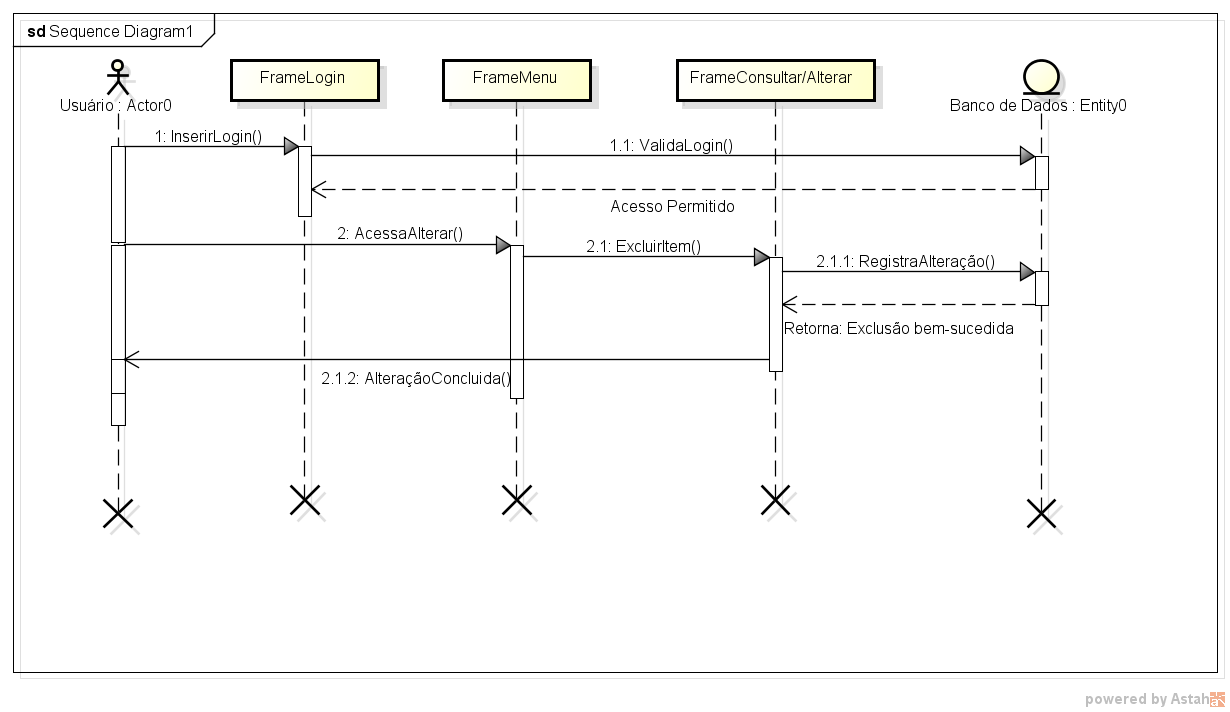 sd Sequence Diagram1
FrameLogin
FrameMenu
FrameConsultar/Alterar
Usuário : Actor0
Banco de Dados : Entity0
1: InserirLogin()
1.1: ValidaLogin()
Acesso Permitido
2: AcessaAlterar()
2.1: ExcluirItem()
2.1.1: RegistraAlteração()
Retorna: Exclusão bem-sucedida
2.1.2: AlteraçãoConcluida()
powered by Astah